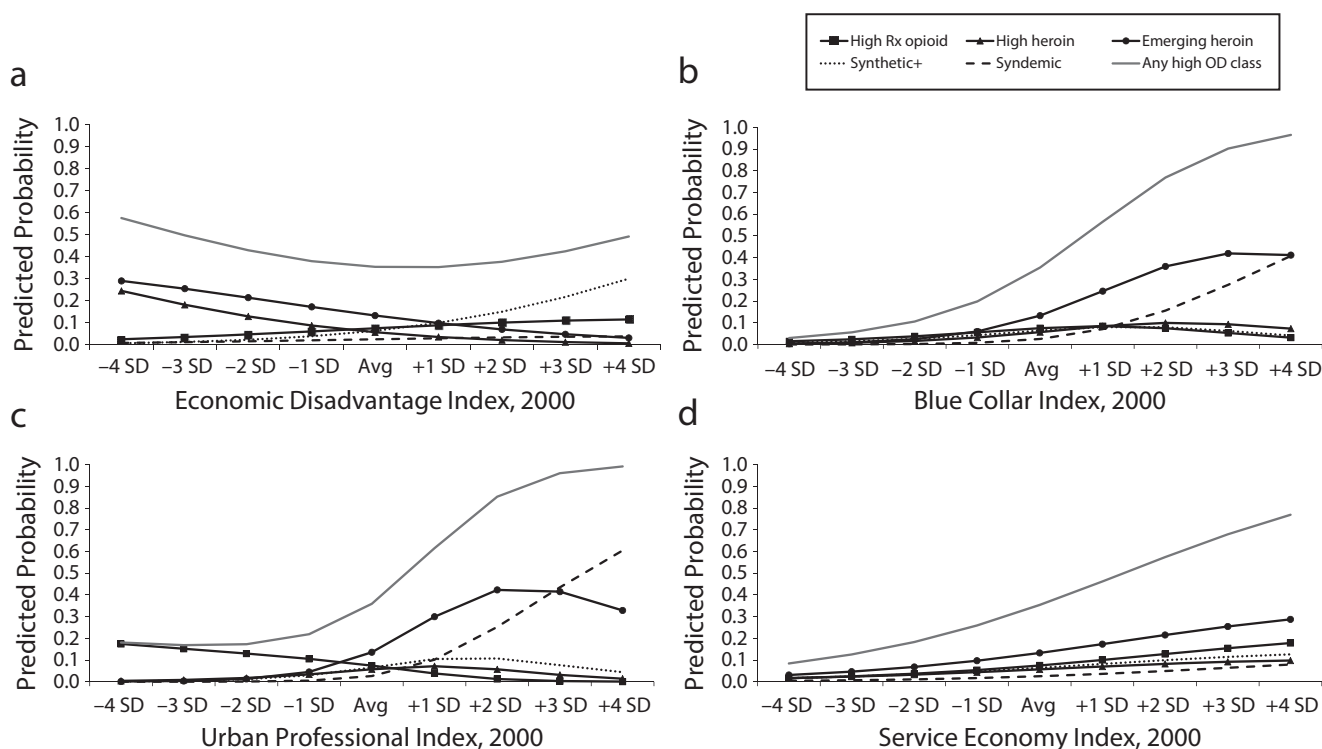 High Rx opioid High heroin Emerging heroin
Synthetic+ Syndemic Any high OD class
a
Predicted Probability
1.0
0.9
0.8
0.7
0.6
0.5
0.4
0.3
0.2
0.1
0.0
–4 SD –3 SD –2 SD –1 SD Avg +1 SD +2 SD +3 SD +4 SD
Economic Disadvantage Index, 2000
b
Predicted Probability
1.0
0.9
0.8
0.7
0.6
0.5
0.4
0.3
0.2
0.1
0.0
–4 SD –3 SD –2 SD –1 SD Avg +1 SD +2 SD +3 SD +4 SD
Blue Collar Index, 2000
c
Predicted Probability
1.0
0.9
0.8
0.7
0.6
0.5
0.4
0.3
0.2
0.1
0.0
–4 SD –3 SD –2 SD –1 SD Avg +1 SD +2 SD +3 SD +4 SD
Urban Professional Index, 2000
d
Predicted Probability
1.0
0.9
0.8
0.7
0.6
0.5
0.4
0.3
0.2
0.1
0.0
–4 SD –3 SD –2 SD –1 SD Avg +1 SD +2 SD +3 SD +4 SD
Service Economy Index, 2000